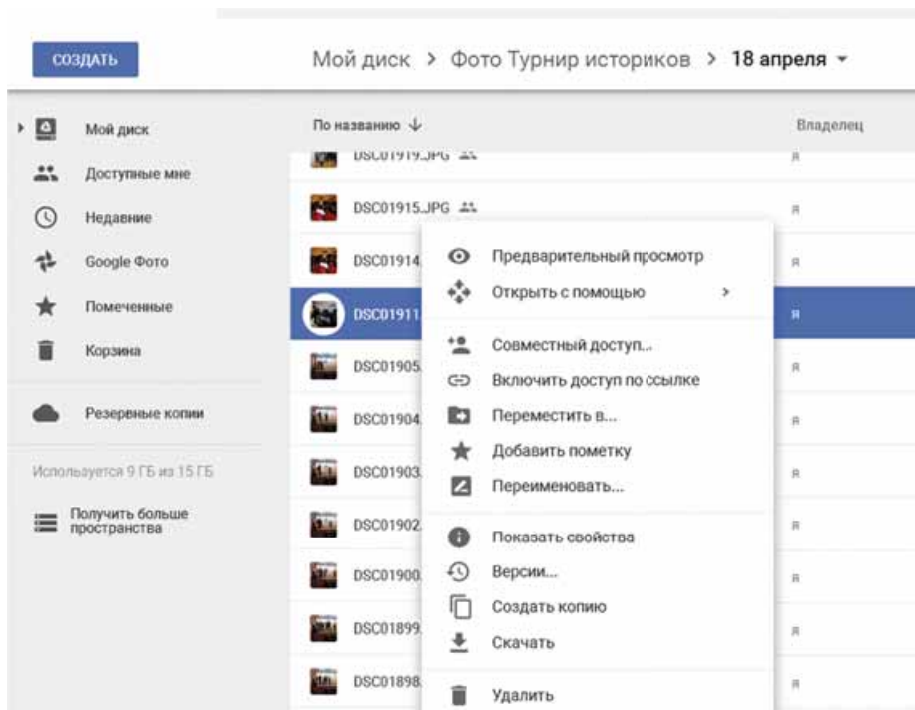 СОЗДАТЬ
Мой диск > Фото Турнир историков > 18 апреля
Мой диск
Доступные мне
Недавние
Google Фото
Помеченные
Корзина
Резервные копии
Используется 9 ГБ из 15 ГБ
Получить больше
пространства
По названию ↓ Владелец
DSC01919.JPG я
DSC01915.JPG я
DSC01914. я
DSC01911. я
DSC01905. я
DSC01904. я
DSC01903. я
DSC01902. я
DSC01900. я
DSC01899. я
DSC01898. я
Предварительный просмотр
Открыть с помощью >
Совместный доступ...
Включить доступ по ссылке
Переместить в...
Добавить пометку
Переименовать...
Показать свойства
Версии...
Создать копию
Скачать
Удалить